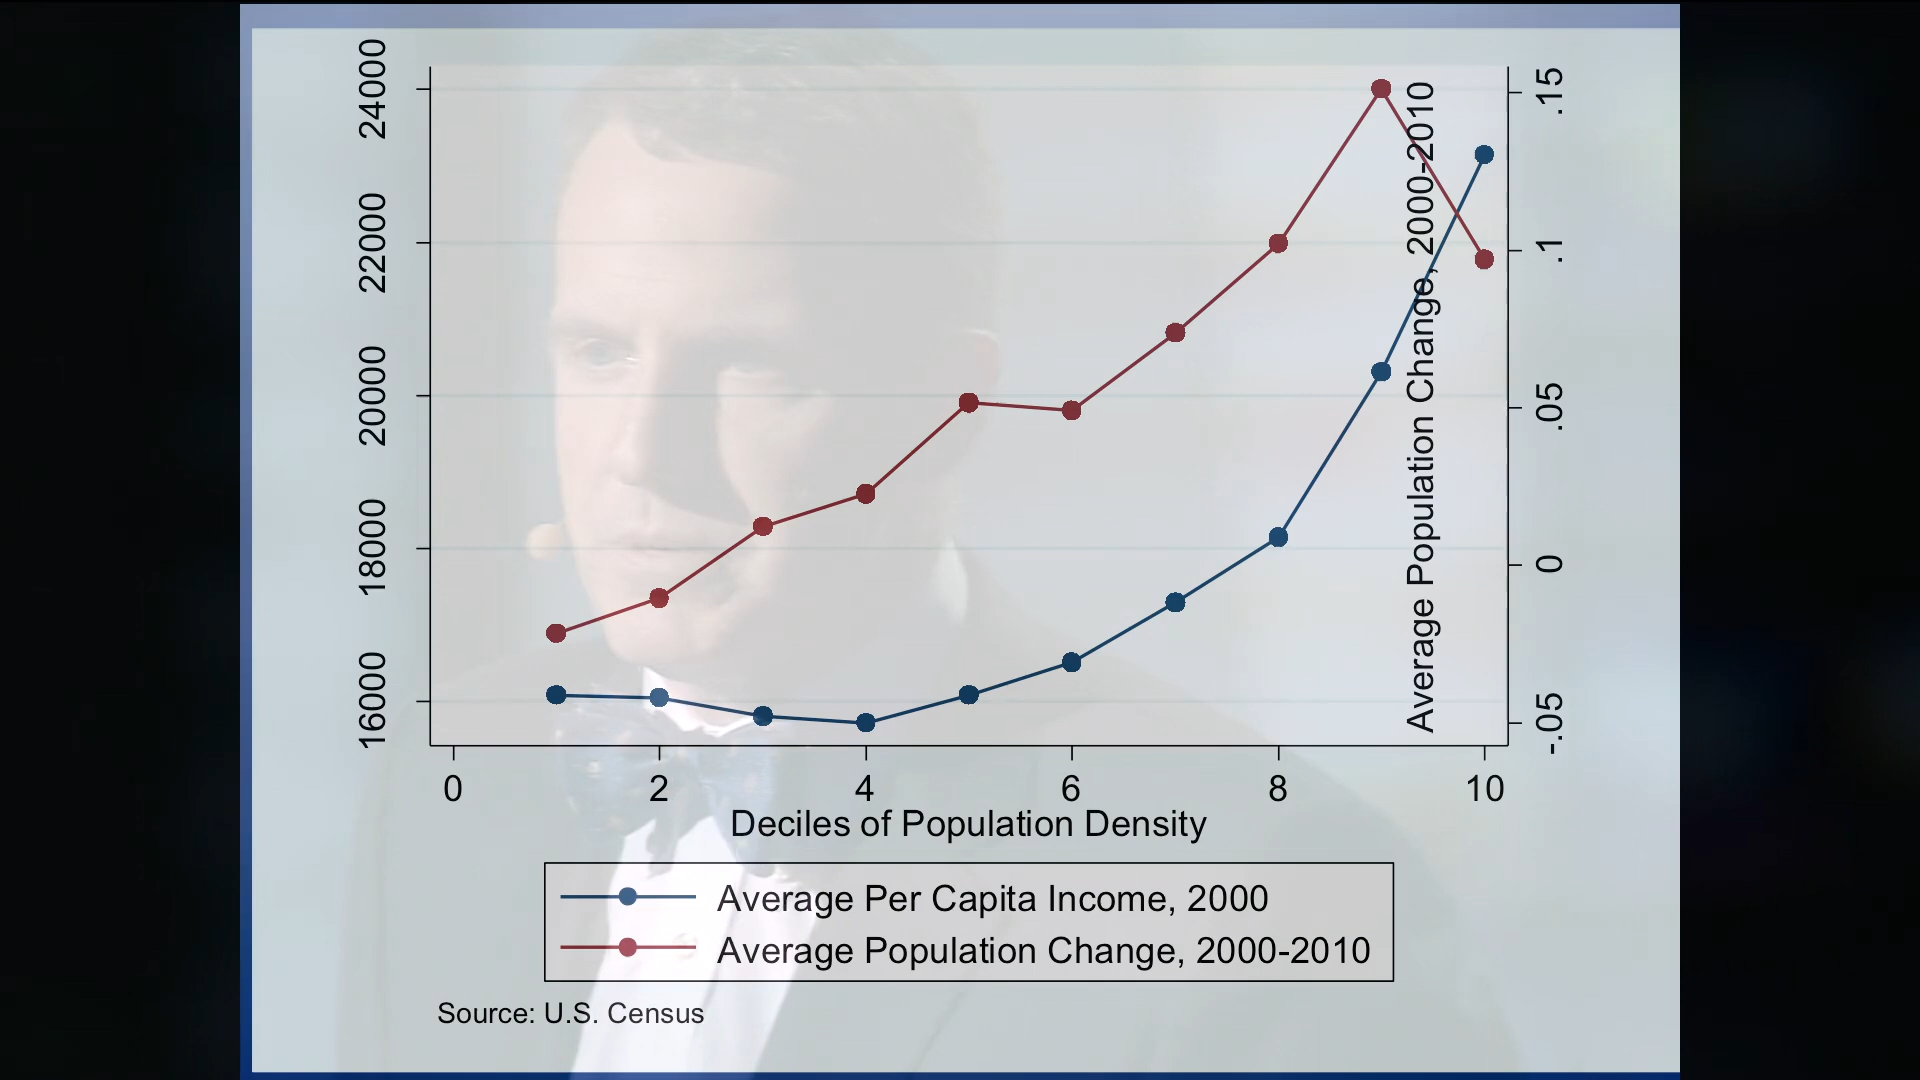 24000
22000
20000
18000
16000
.15
.1
.05
0
-.05
Average Population Change, 2000-2010
0 2 4 6 8 10
Deciles of Population Density
Average Per Capita Income, 2000
Average Population Change, 2000-2010
Source: U.S. Census